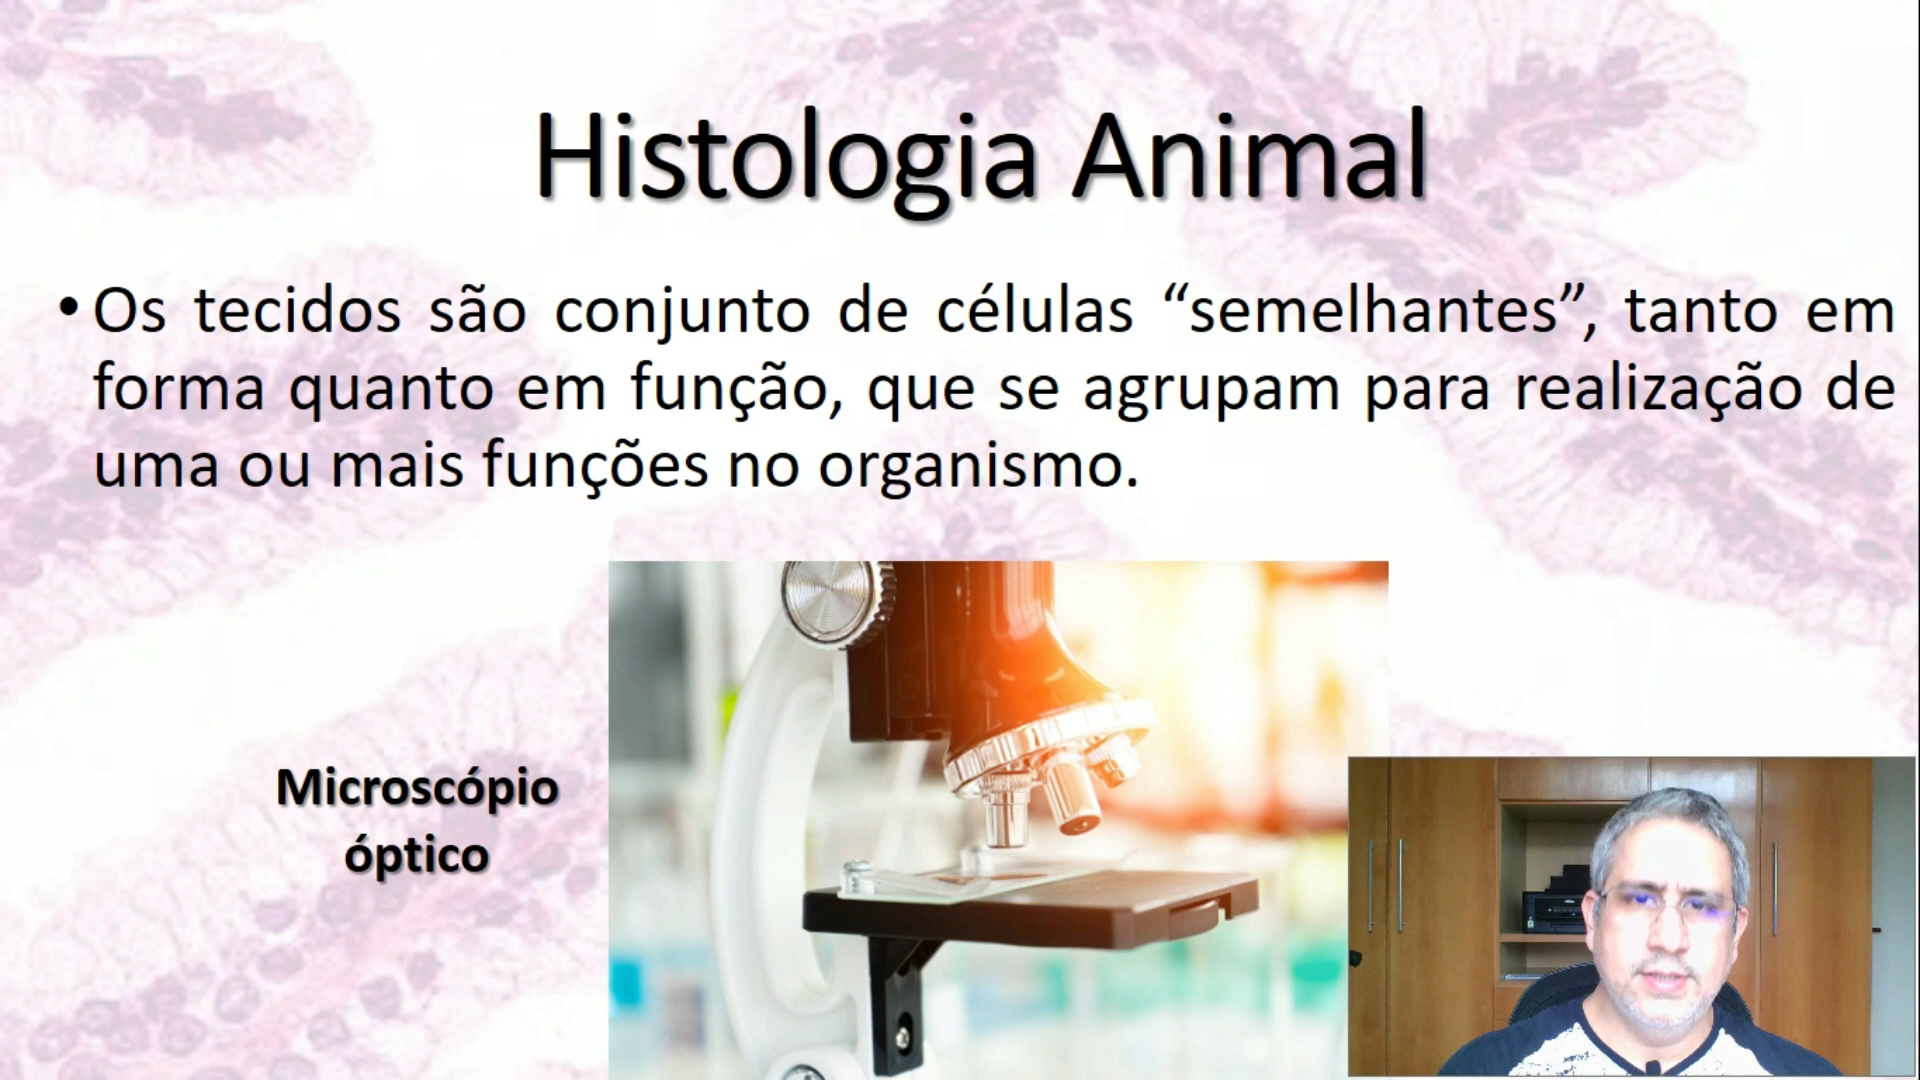 Histologia Animal
• Os tecidos são conjunto de células “semelhantes”, tanto em
forma quanto em função, que se agrupam para realização de
uma ou mais funções no organismo.
Microscópio
óptico